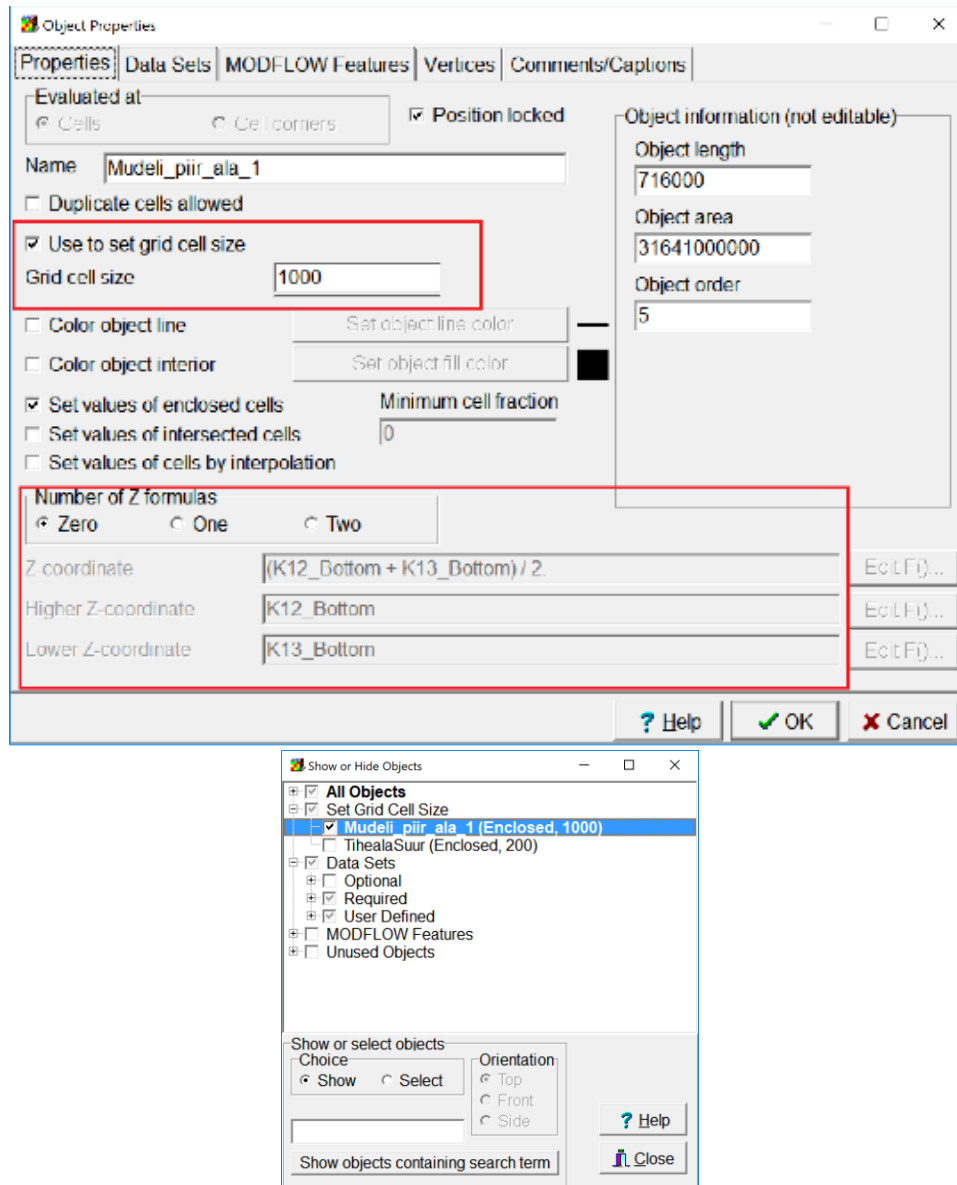 Object Properties
Properties Data Sets MODFLOW Features Vertices Comments/Captions
Evaluated at
Cells Cell corners
Position locked
Name Mudeli_piir_ala_1
Duplicate cells allowed
Use to set grid cell size
Grid cell size 1000
Color object line Set object line color
Color object interior Set object fill color
Set values of enclosed cells
Minimum cell fraction
Set values of intersected cells 0
Set values of cells by interpolation
Object information (not editable)
Object length
716000
Object area
31641000000
Object order
5
Number of Z formulas
Zero One Two
Z-coordinate (K12_Bottom + K13_Bottom) / 2. Edit F()...
Higher Z-coordinate K12_Bottom Edit F()...
Lower Z-coordinate K13_Bottom Edit F()...
? Help OK Cancel
Show or Hide Objects
All Objects
Set Grid Cell Size
Mudeli_piir_ala_1 (Enclosed, 1000)
TihealaSuur (Enclosed, 200)
Data Sets
Optional
Required
User Defined
MODFLOW Features
Unused Objects
Show or select objects
Choice
Show Select
Orientation
Top
Front
Side
Show objects containing search term
? Help
Close